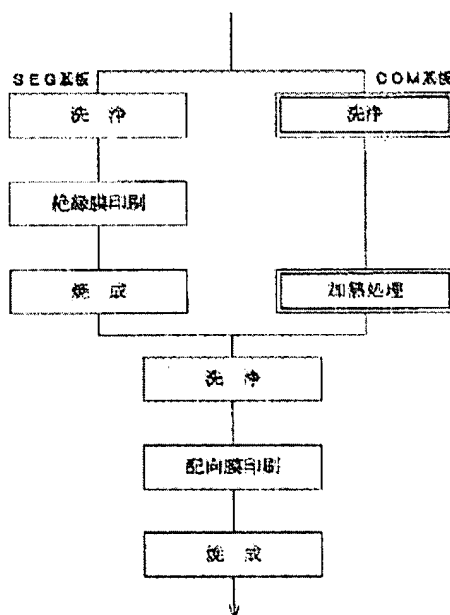 SEG基板
COM基板
洗 浄
洗浄
絶縁膜印刷
焼 成
加熱処理
洗 浄
配向膜印刷
焼 成